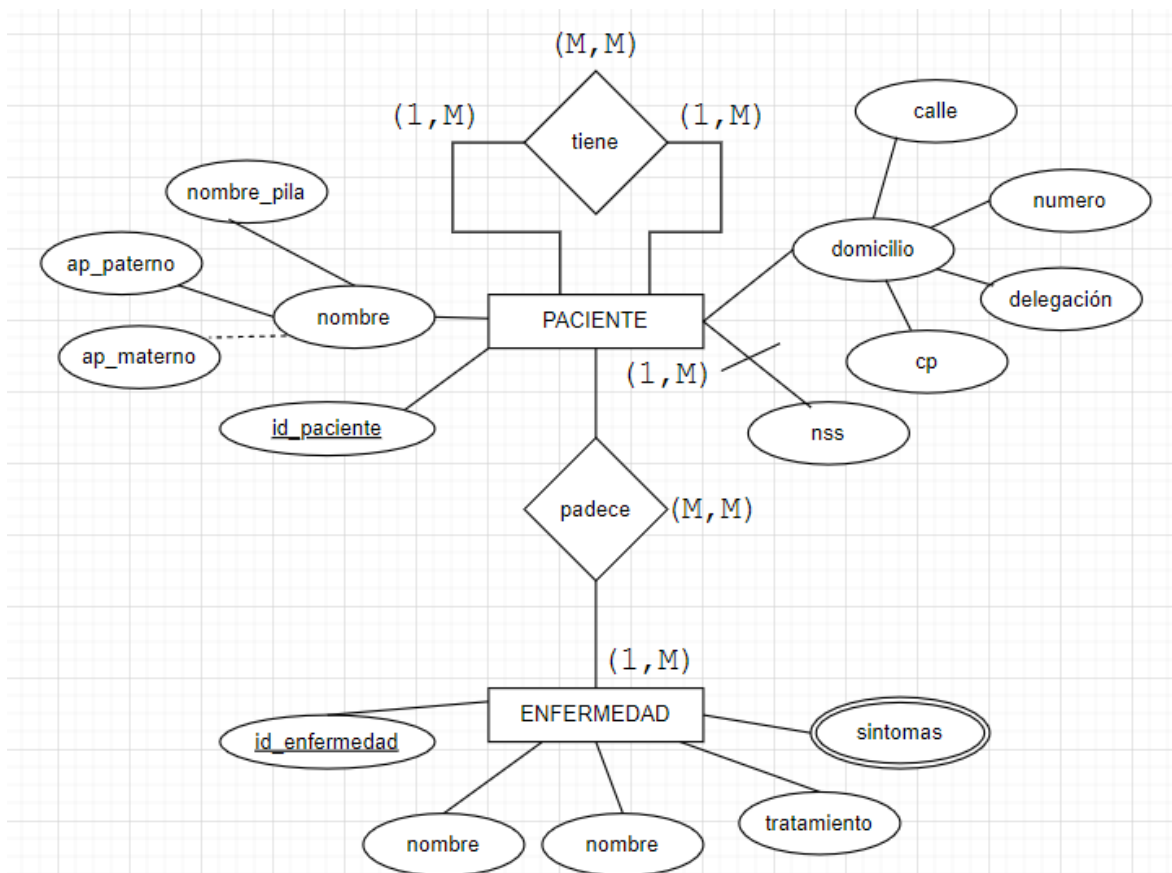 (M,M)
(1,M)
(1,M)
tiene
calle
nombre_pila
numero
ap_paterno
domicilio
delegación
nombre
PACIENTE
ap_materno
cp
(1,M)
id_paciente
nss
padece
(M,M)
(1,M)
ENFERMEDAD
id_enfermedad
sintomas
nombre
nombre
tratamiento